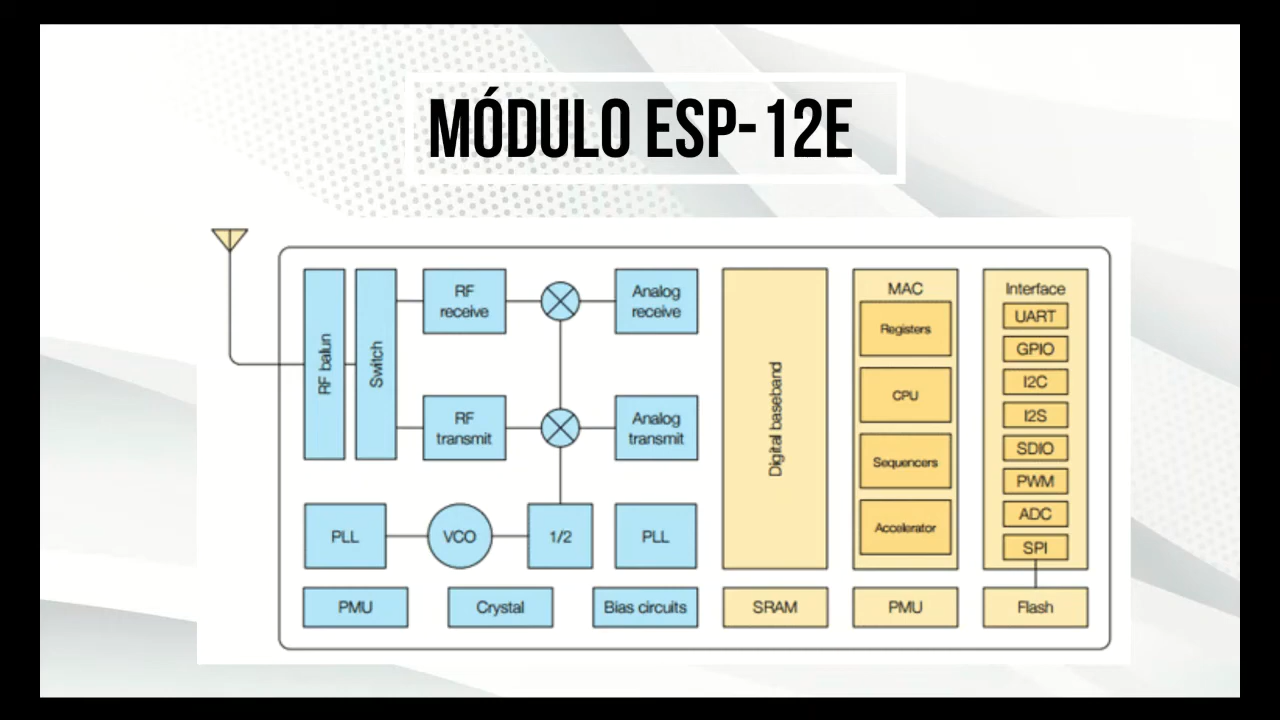 MÓDULO ESP-12E
RF balun
Switch
RF
receive
Analog
receive
RF
transmit
Analog
transmit
PLL
VCO
1/2
PLL
PMU
Crystal
Bias circuits
Digital baseband
SRAM
MAC
Registers
CPU
Sequencers
Accelerator
PMU
Interface
UART
GPIO
I2C
I2S
SDIO
PWM
ADC
SPI
Flash